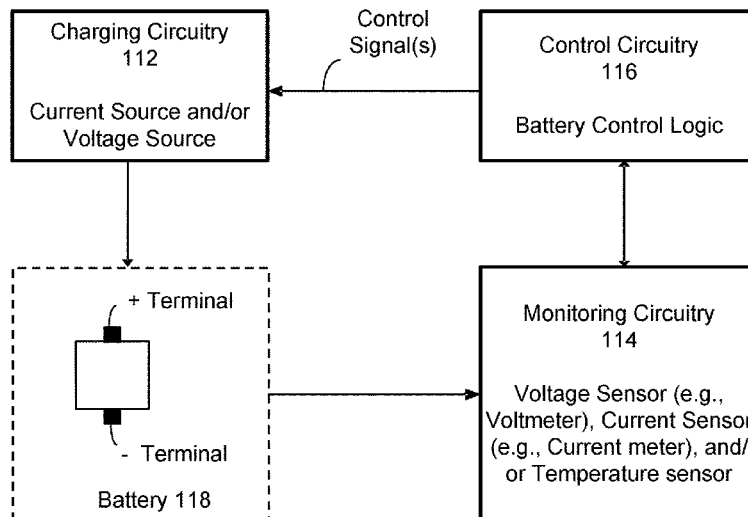 Charging Circuitry
112
Current Source and/or
Voltage Source
Control
Signal(s)
Control Circuitry
116
Battery Control Logic
+ Terminal
- Terminal
Battery 118
Monitoring Circuitry
114
Voltage Sensor (e.g.,
Voltmeter), Current Sensor
(e.g., Current meter), and/
or Temperature sensor